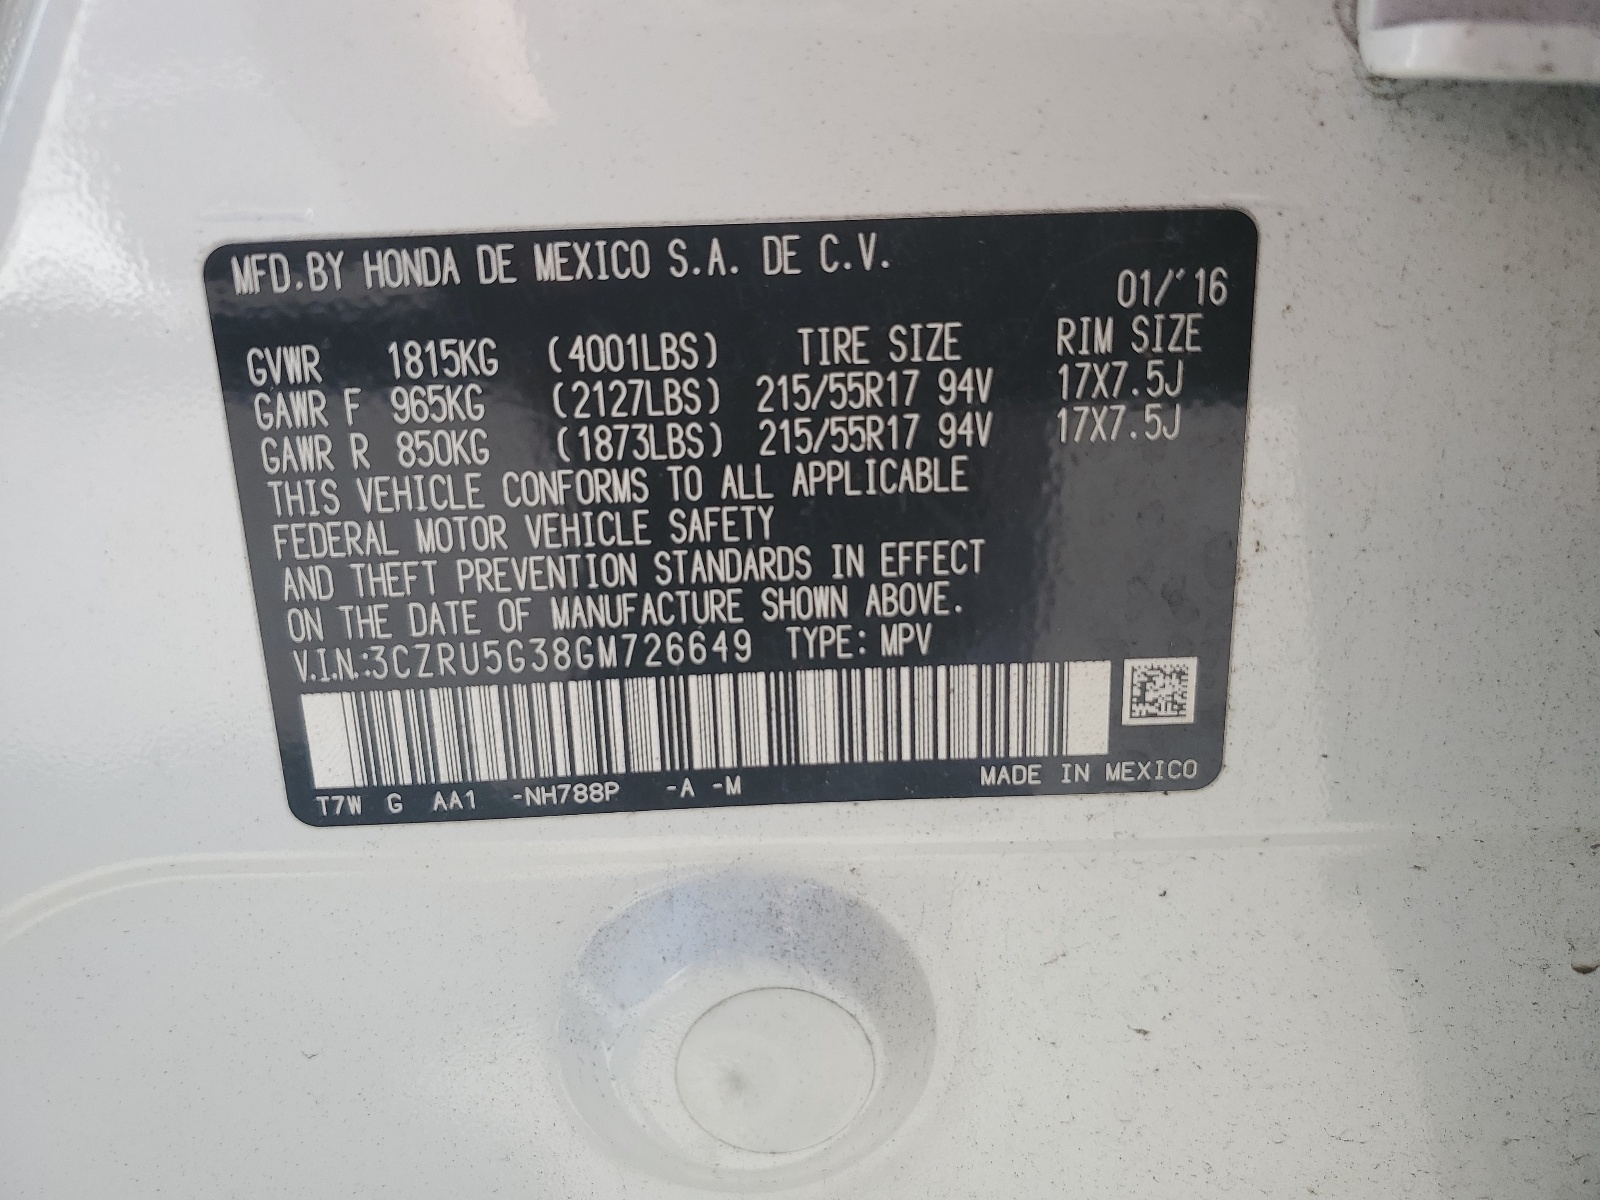 MFD.BY HONDA DE MEXICO S.A. DE C.V.
01/'16
GVWR 1815KG (4001LBS) TIRE SIZE RIM SIZE
GAWR F 965KG (2127LBS) 215/55R17 94V 17X7.5J
GAWR R 850KG (1873LBS) 215/55R17 94V 17X7.5J
THIS VEHICLE CONFORMS TO ALL APPLICABLE
FEDERAL MOTOR VEHICLE SAFETY
AND THEFT PREVENTION STANDARDS IN EFFECT
ON THE DATE OF MANUFACTURE SHOWN ABOVE.
V.I.N.:3CZRU5G38GM726649 TYPE: MPV
T7W G AA1 -NH788P -A -M MADE IN MEXICO